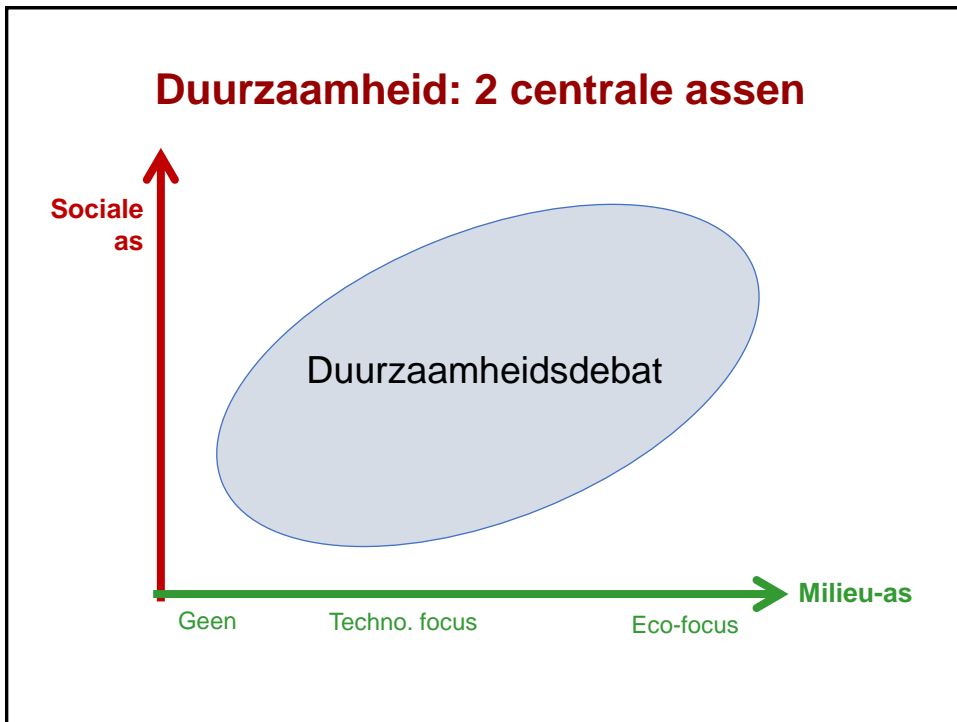 Duurzaamheid: 2 centrale assen
Sociale
as
Duurzaamheidsdebat
Milieu-as
Geen
Techno. focus
Eco-focus